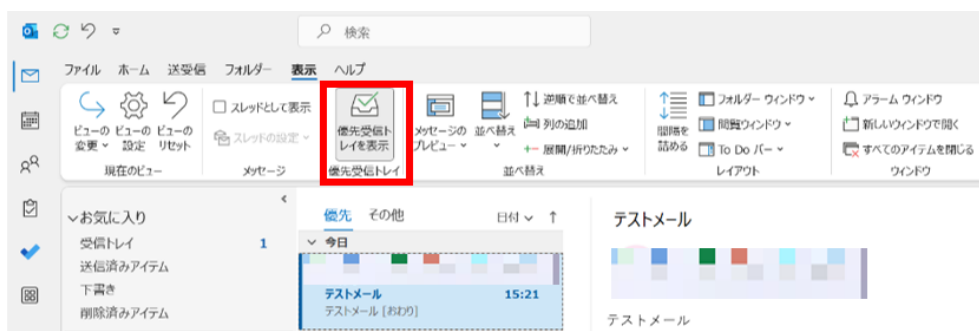 検索
ファイル ホーム 送受信 フォルダー 表示 ヘルプ
ビューの変更 ビューの設定 ビューのリセット
現在のビュー
スレッドとして表示
スレッドの設定
メッセージ
優先受信トレイを表示
優先受信トレイ
メッセージのプレビュー
並べ替え
逆順で並べ替え
列の追加
展開/折りたたみ
並べ替え
間隔を詰める
フォルダー ウィンドウ
閲覧ウィンドウ
To Do バー
レイアウト
アラーム ウィンドウ
新しいウィンドウで開く
すべてのアイテムを閉じる
ウィンドウ
お気に入り
受信トレイ 1
送信済みアイテム
下書き
削除済みアイテム
優先 その他 日付 ↑
今日
テストメール 15:21
テストメール [おわり]
テストメール
テストメール